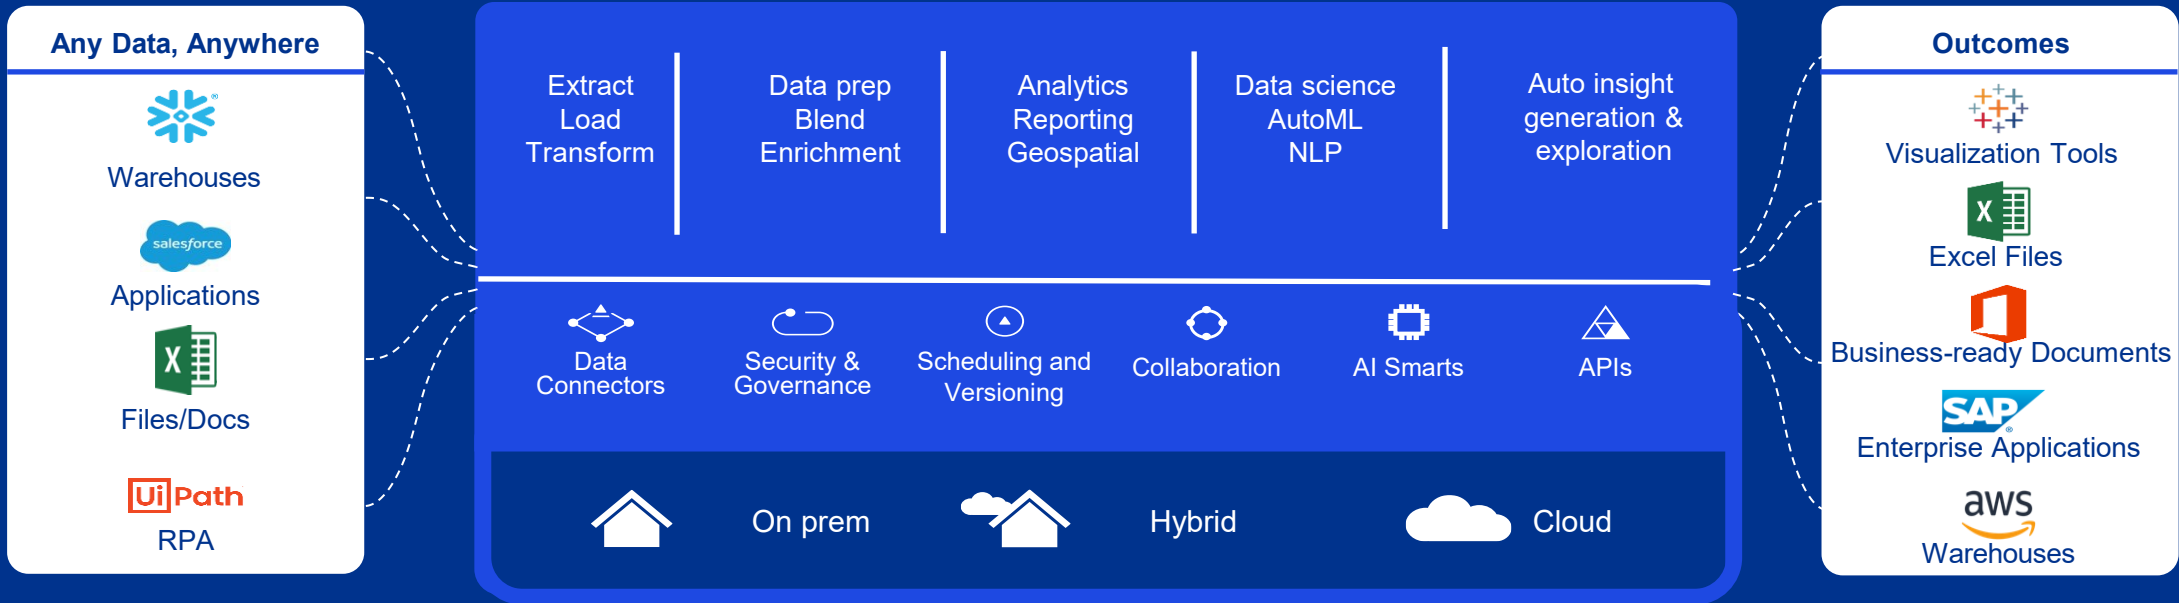 Any Data, Anywhere
Warehouses
salesforce
Applications
X
Files/Docs
UiPath
RPA
Extract
Load
Transform
Data prep
Blend
Enrichment
Analytics
Reporting
Geospatial
Data science
AutoML
NLP
Auto insight
generation &
exploration
Data
Connectors
Security &
Governance
Scheduling and
Versioning
Collaboration
AI Smarts
APIs
On prem
Hybrid
Cloud
Outcomes
Visualization Tools
X
Excel Files
Business-ready Documents
SAP
Enterprise Applications
aws
Warehouses